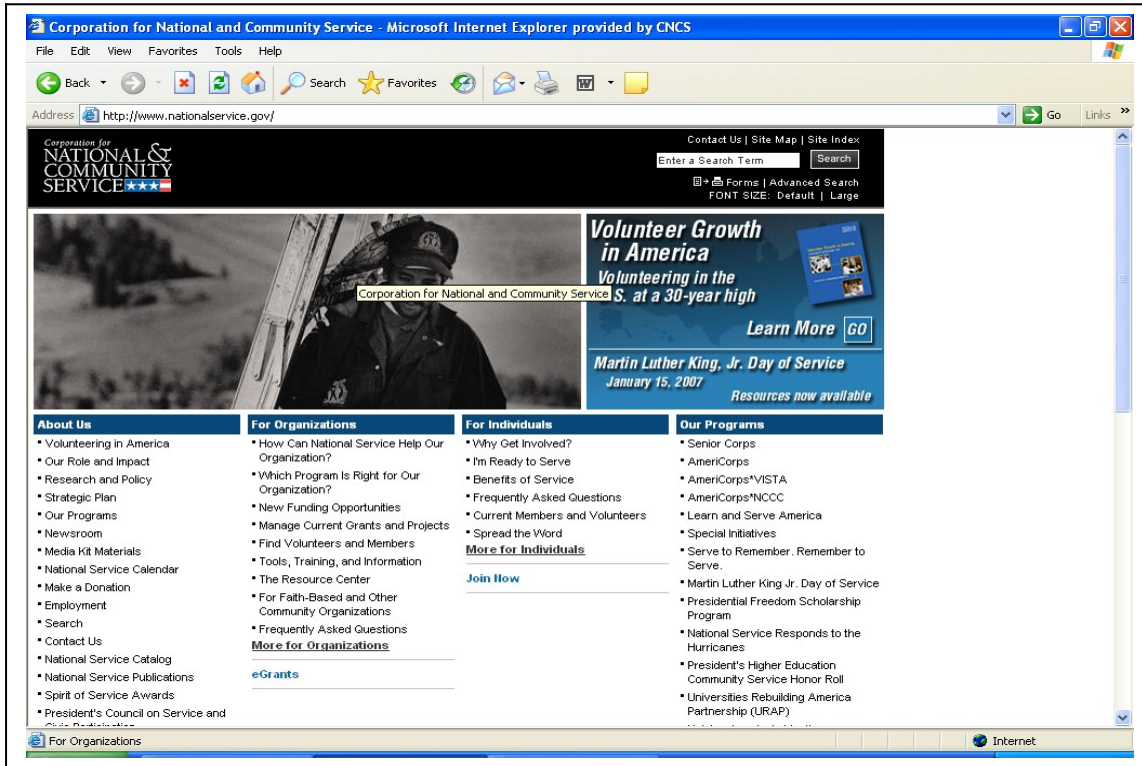 Corporation for National and Community Service - Microsoft Internet Explorer provided by CNCS
File Edit View Favorites Tools Help
Back Search Favorites
Address http://www.nationalservice.gov/ Go Links »
Corporation for
NATIONAL &
COMMUNITY
SERVICE
Contact Us | Site Map | Site Index
Enter a Search Term Search
Forms | Advanced Search
FONT SIZE: Default | Large
Corporation for National and Community Service
Volunteer Growth
in America
Volunteering in the
S. at a 30-year high
Learn More GO
Martin Luther King, Jr. Day of Service
January 15, 2007
Resources now available
About Us
Volunteering in America
Our Role and Impact
Research and Policy
Strategic Plan
Our Programs
Newsroom
Media Kit Materials
National Service Calendar
Make a Donation
Employment
Search
Contact Us
National Service Catalog
National Service Publications
Spirit of Service Awards
President's Council on Service and
For Organizations
How Can National Service Help Our
Organization?
Which Program Is Right for Our
Organization?
New Funding Opportunities
Manage Current Grants and Projects
Find Volunteers and Members
Tools, Training, and Information
The Resource Center
For Faith-Based and Other
Community Organizations
Frequently Asked Questions
More for Organizations
eGrants
For Individuals
Why Get Involved?
I'm Ready to Serve
Benefits of Service
Frequently Asked Questions
Current Members and Volunteers
Spread the Word
More for Individuals
Join Now
Our Programs
Senior Corps
AmeriCorps
AmeriCorps*VISTA
AmeriCorps*NCCC
Learn and Serve America
Special Initiatives
Serve to Remember. Remember to
Serve.
Martin Luther King Jr. Day of Service
Presidential Freedom Scholarship
Program
National Service Responds to the
Hurricanes
President's Higher Education
Community Service Honor Roll
Universities Rebuilding America
Partnership (URAP)
For Organizations
Internet